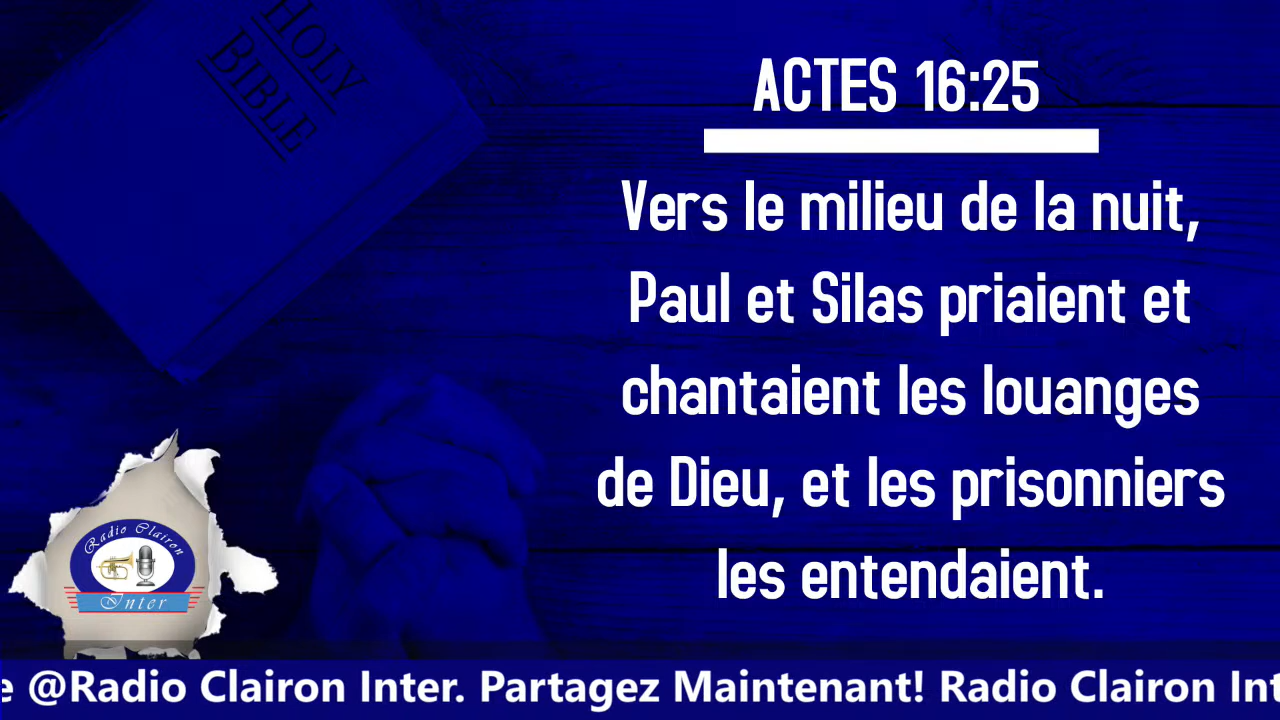 HOLY
BIBLE
ACTES 16:25
Vers le milieu de la nuit,
Paul et Silas priaient et
chantaient les louanges
de Dieu, et les prisonniers
les entendaient.
Radio Clairon
Inter
e @Radio Clairon Inter. Partagez Maintenant! Radio Clairon Int